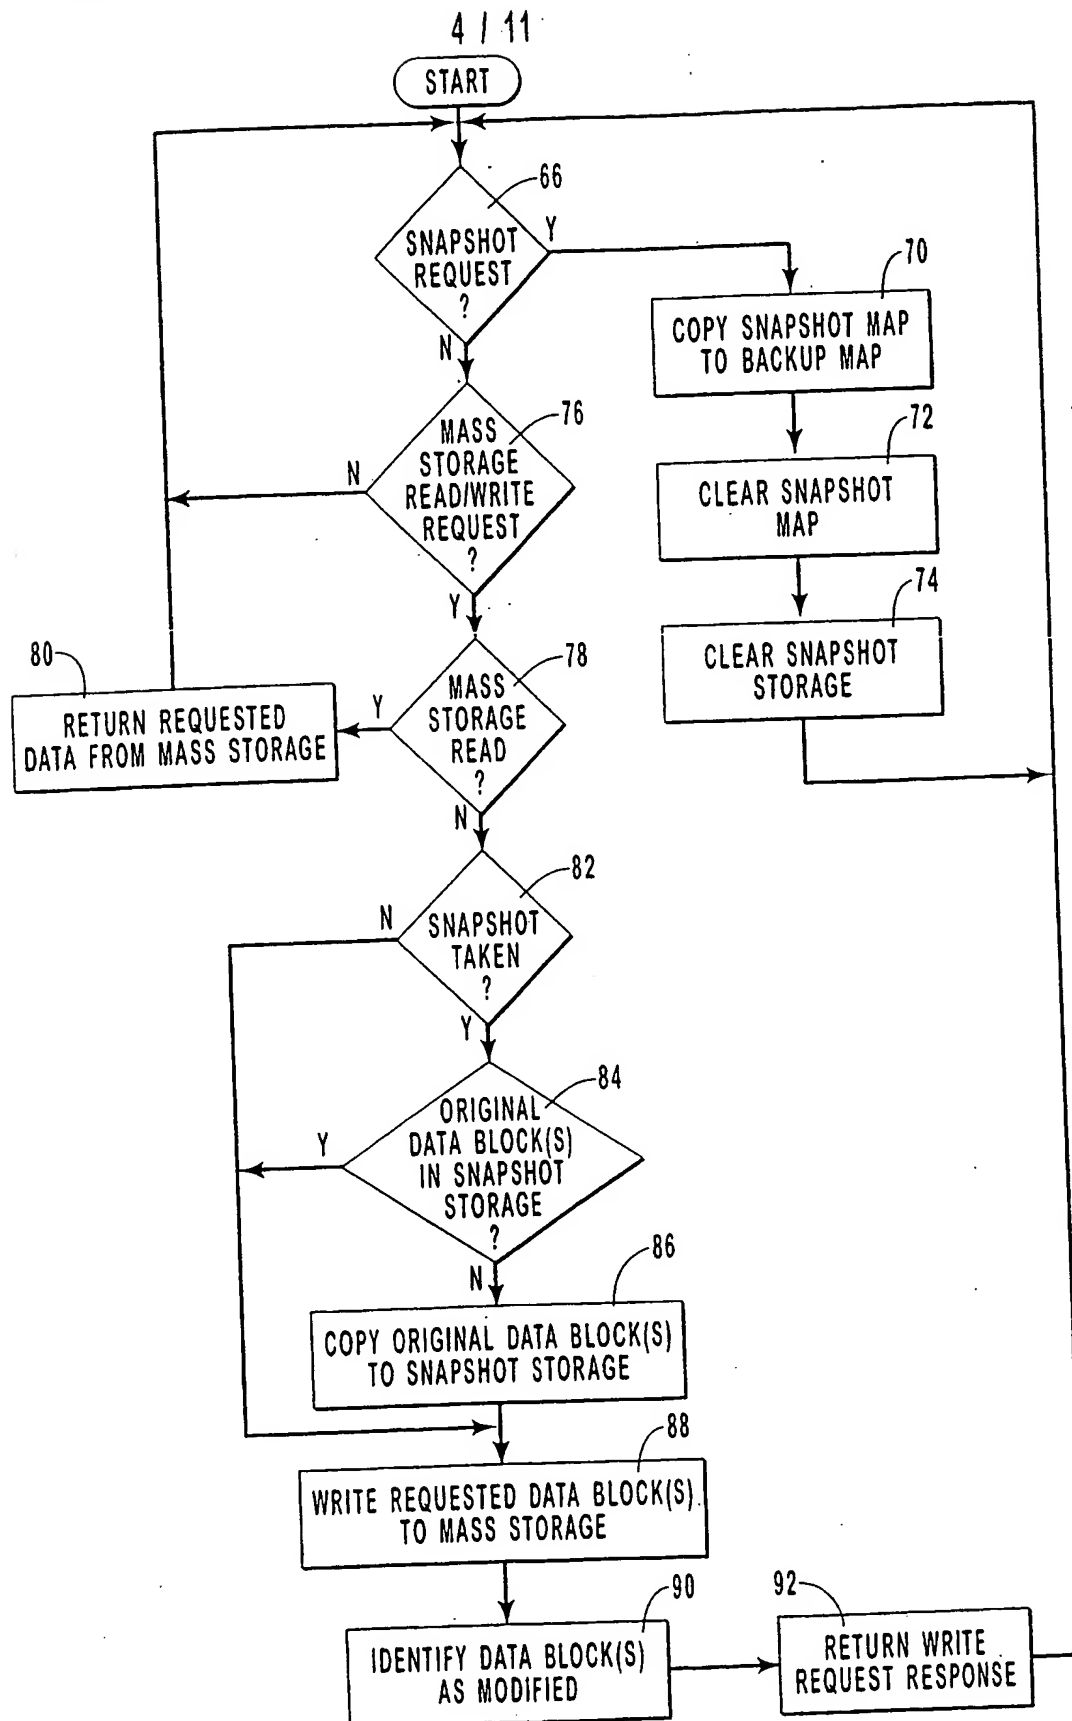 4 / 11
START
66
SNAPSHOT
REQUEST
?
Y
N
70
COPY SNAPSHOT MAP
TO BACKUP MAP
76
MASS
STORAGE
READ/WRITE
REQUEST
?
N
Y
72
CLEAR SNAPSHOT
MAP
74
CLEAR SNAPSHOT
STORAGE
80
RETURN REQUESTED
DATA FROM MASS STORAGE
78
MASS
STORAGE
READ
?
Y
N
82
SNAPSHOT
TAKEN
?
N
Y
84
ORIGINAL
DATA BLOCK(S)
IN SNAPSHOT
STORAGE
?
Y
N
86
COPY ORIGINAL DATA BLOCK(S)
TO SNAPSHOT STORAGE
88
WRITE REQUESTED DATA BLOCK(S)
TO MASS STORAGE
90
IDENTIFY DATA BLOCK(S)
AS MODIFIED
92
RETURN WRITE
REQUEST RESPONSE